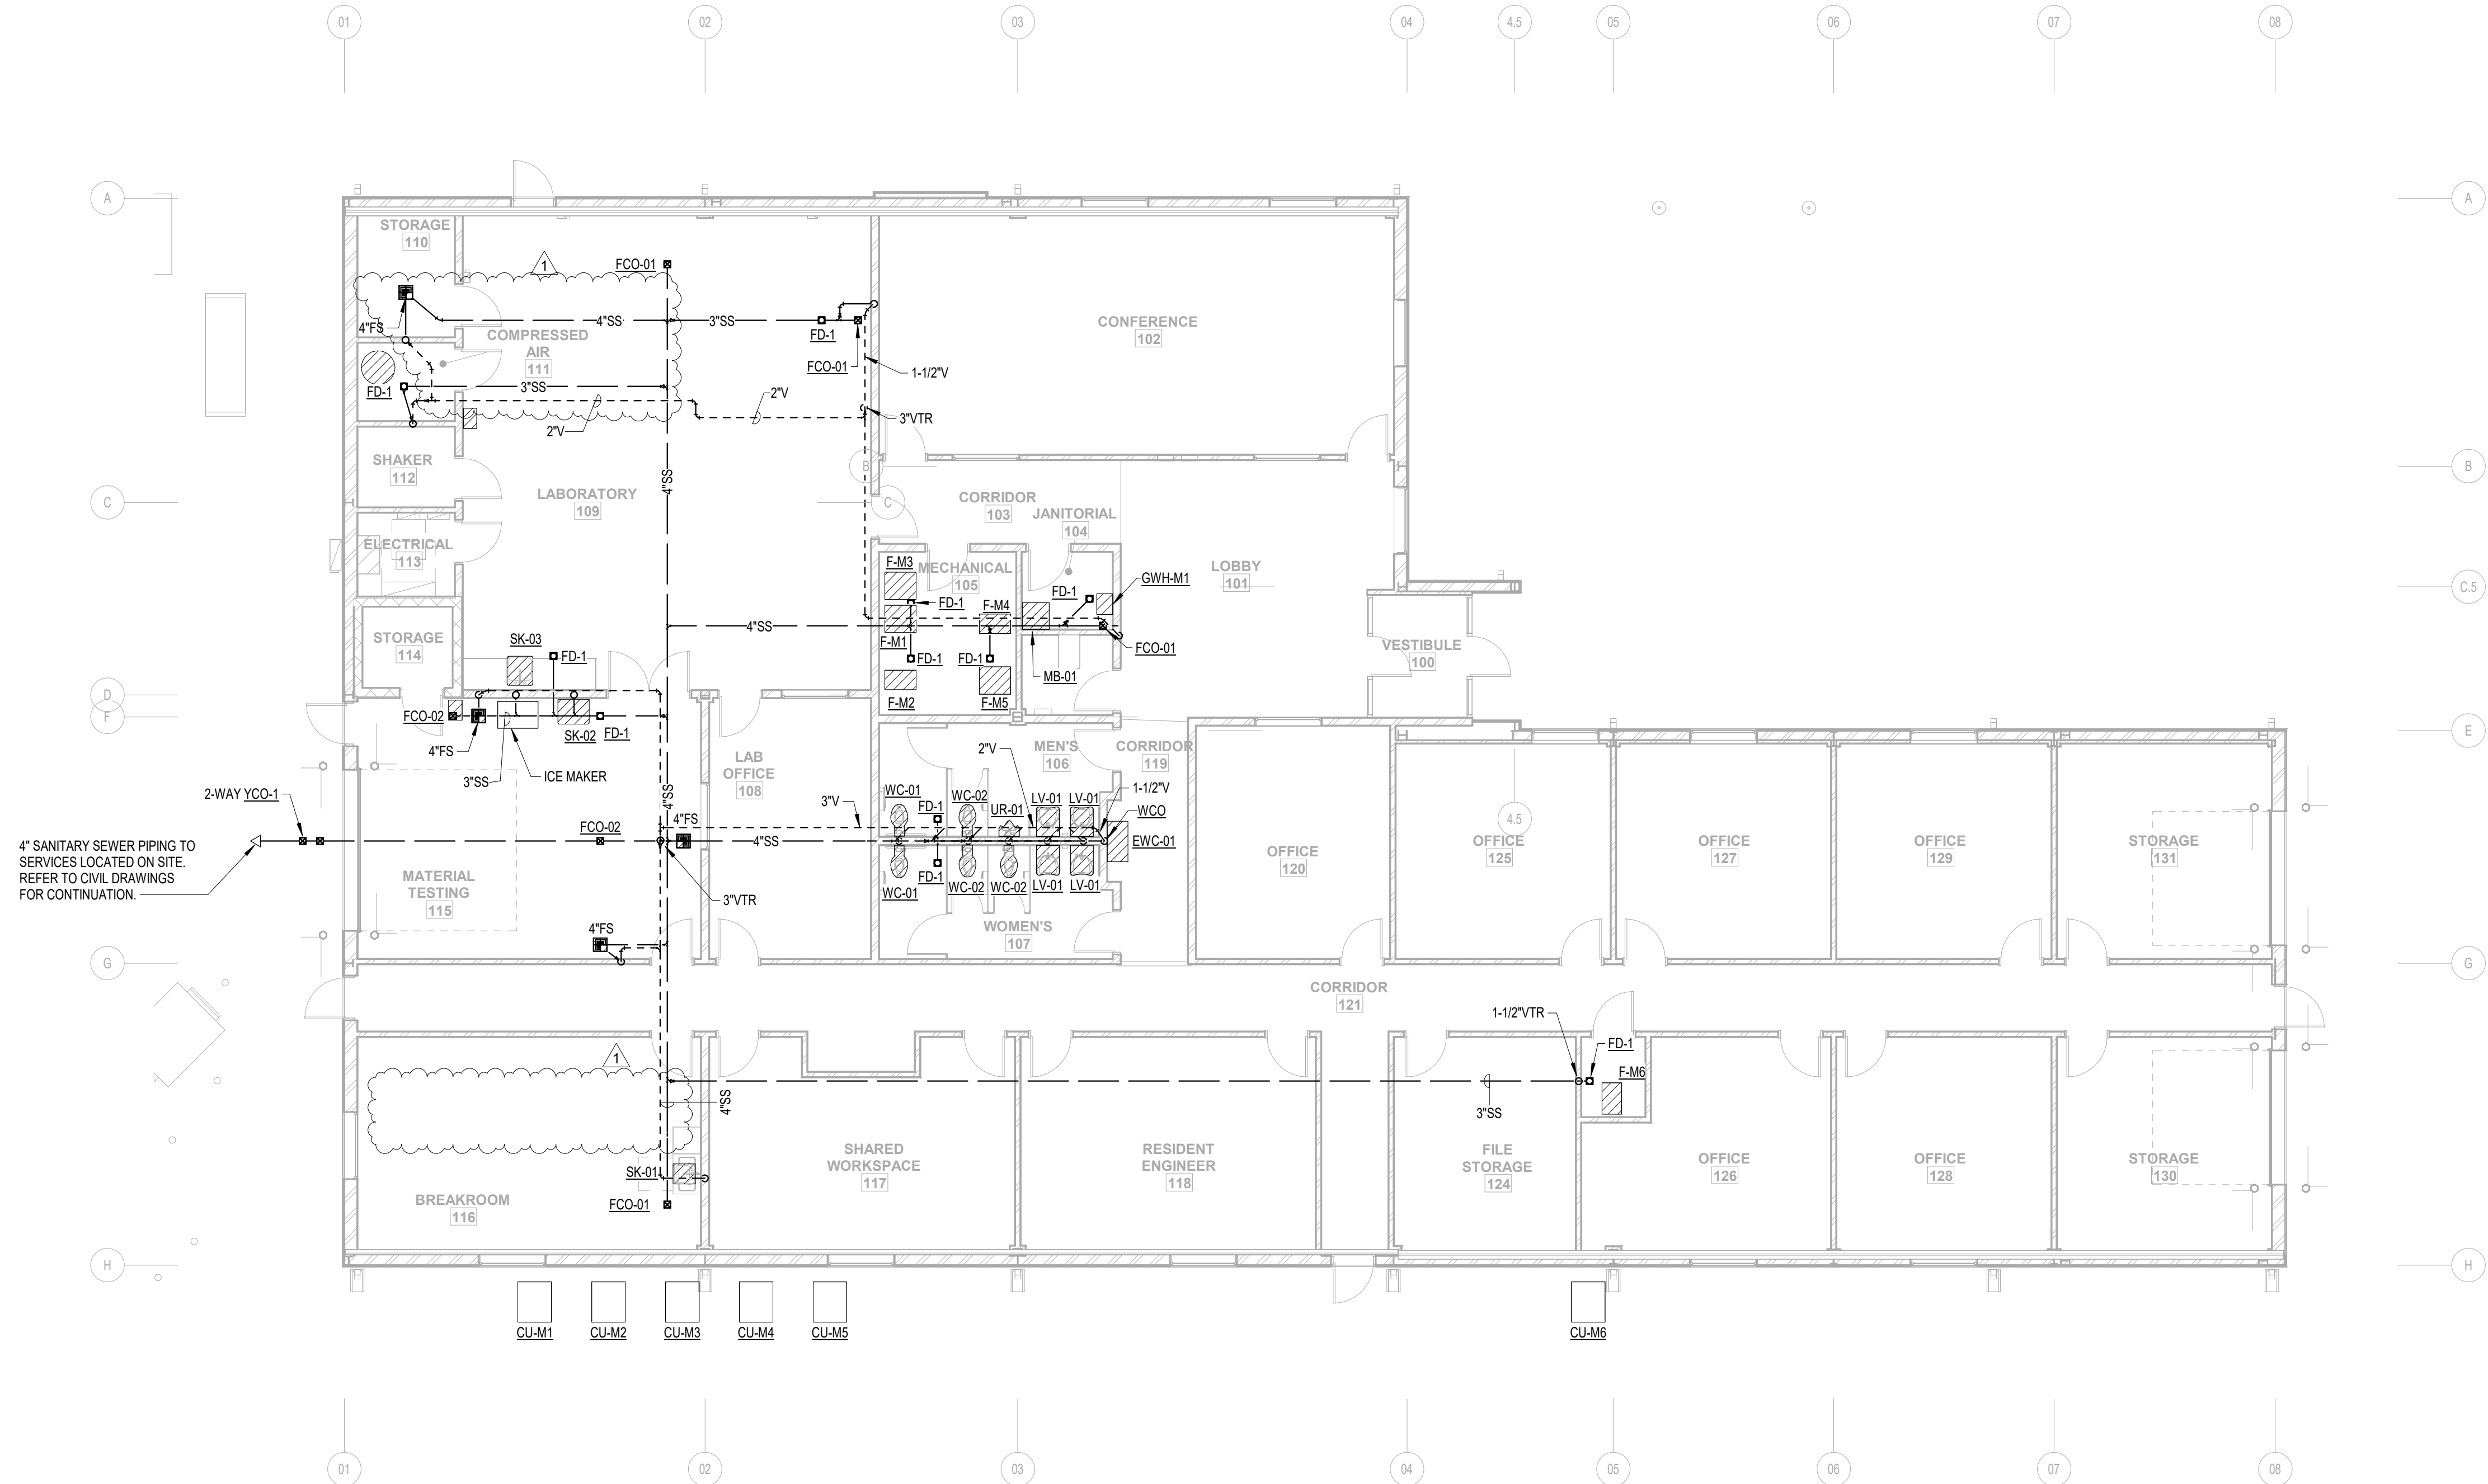 01
02
03
04
4.5
05
06
07
08
A
A
STORAGE
110
1
FCO-01
4"FS
4"SS
3"SS
FD-1
COMPRESSED
AIR
111
CONFERENCE
102
FCO-01
1-1/2"V
3"SS
FD-1
2"V
2"V
3"VTR
SHAKER
112
4"SS
B
B
LABORATORY
109
C
C
CORRIDOR
103
JANITORIAL
104
ELECTRICAL
113
F-M3
MECHANICAL
105
LOBBY
101
GWH-M1
C.5
FD-1
F-M4
FD-1
STORAGE
114
SK-03
4"SS
F-M1
FD-1
FD-1
FD-1
FCO-01
VESTIBULE
100
MB-01
D
F
FCO-02
F-M2
F-M5
SK-02
FD-1
E
4"FS
3"SS
ICE MAKER
LAB
OFFICE
108
2"V
MEN'S
106
CORRIDOR
119
2-WAY YCO-1
4"SS
3"V
WC-01
FD-1
WC-02
UR-01
LV-01
LV-01
1-1/2"V
WCO
4.5
4" SANITARY SEWER PIPING TO
SERVICES LOCATED ON SITE.
REFER TO CIVIL DRAWINGS
FOR CONTINUATION.
FCO-02
4"FS
4"SS
EWC-01
OFFICE
120
OFFICE
125
OFFICE
127
OFFICE
129
STORAGE
131
MATERIAL
TESTING
115
3"VTR
WC-01
FD-1
WC-02
WC-02
LV-01
LV-01
4"FS
WOMEN'S
107
G
G
CORRIDOR
121
1-1/2"VTR
FD-1
1
F-M6
4"SS
3"SS
SHARED
WORKSPACE
117
RESIDENT
ENGINEER
118
FILE
STORAGE
124
OFFICE
126
OFFICE
128
STORAGE
130
SK-01
BREAKROOM
116
FCO-01
H
H
CU-M1
CU-M2
CU-M3
CU-M4
CU-M5
CU-M6
01
02
03
04
05
06
07
08